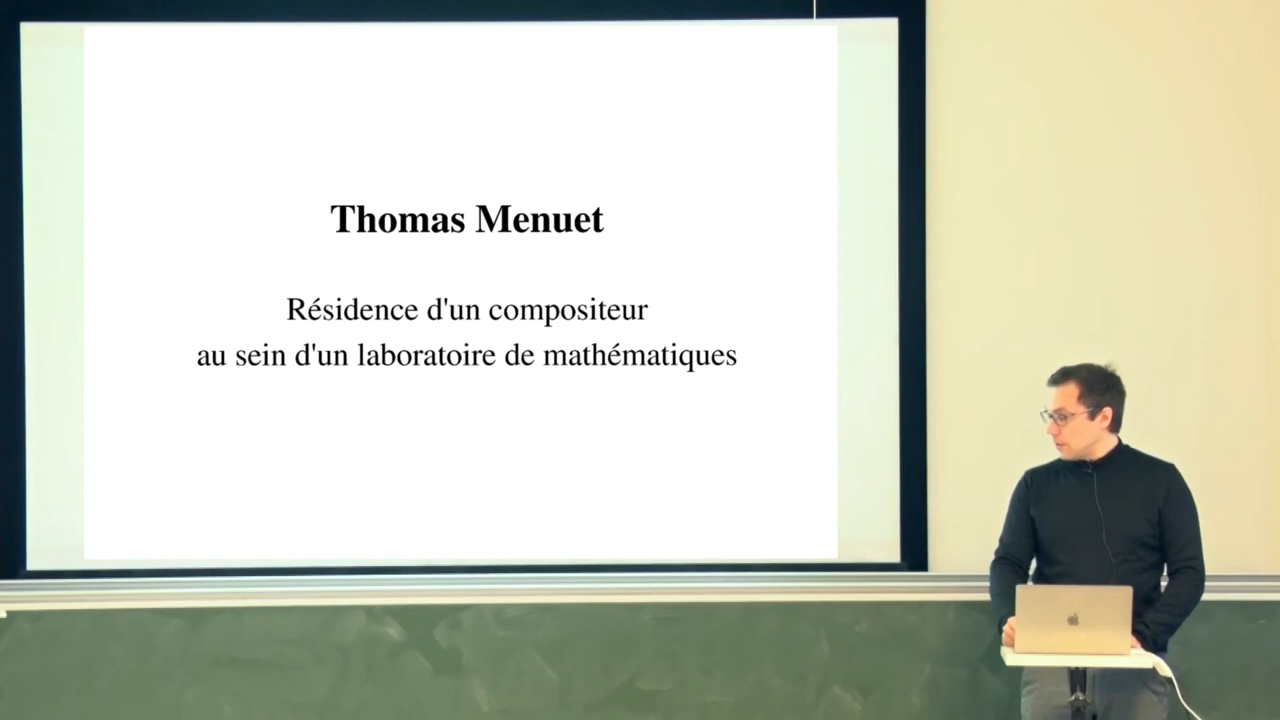 Thomas Menuet
Résidence d'un compositeur
au sein d'un laboratoire de mathématiques